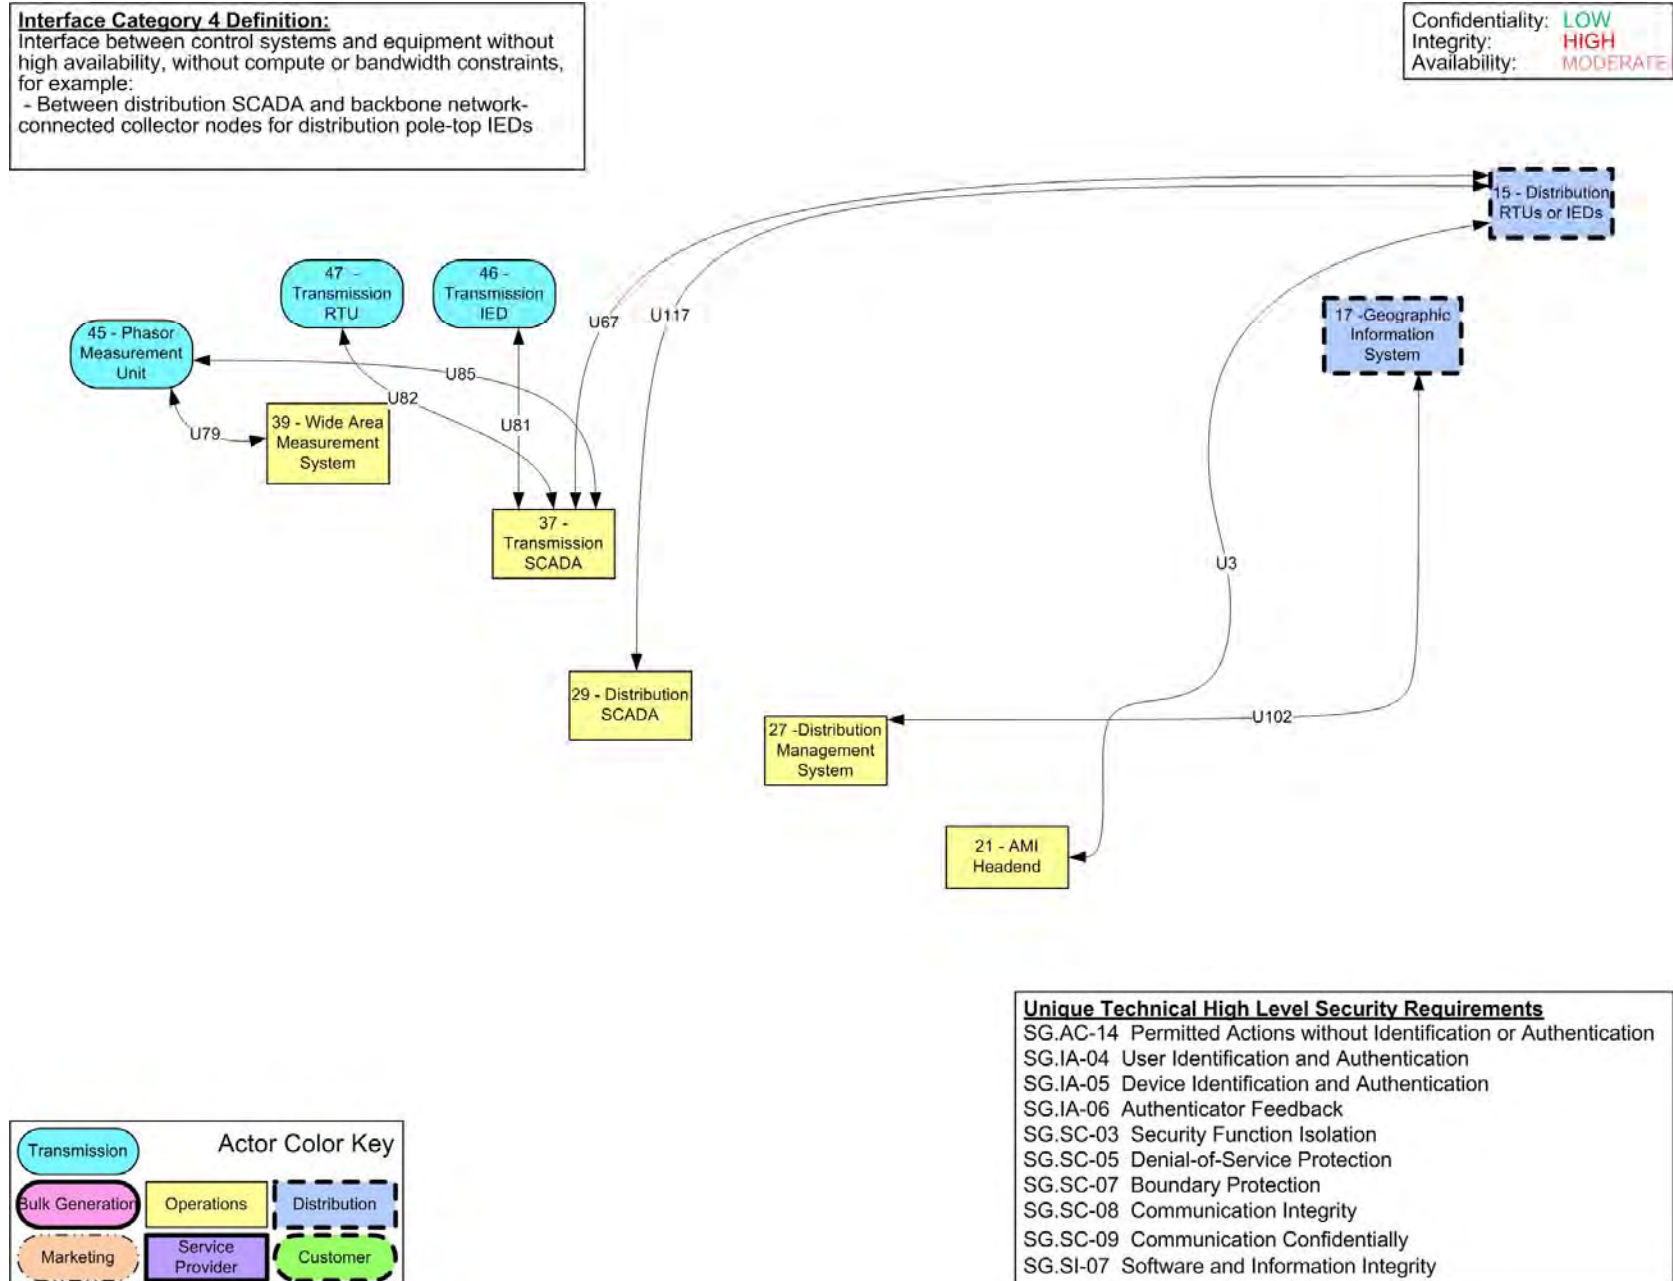 Interface Category 4 Definition:
Interface between control systems and equipment without
high availability, without compute or bandwidth constraints,
for example:
- Between distribution SCADA and backbone network-
connected collector nodes for distribution pole-top IEDs
Confidentiality: LOW
Integrity: HIGH
Availability: MODERATE
15 - Distribution
RTUs or IEDs
47 -
Transmission
RTU
46 -
Transmission
IED
17 -Geographic
Information
System
45 - Phasor
Measurement
Unit
U67
U117
U85
U82
U81
U79
39 - Wide Area
Measurement
System
37 -
Transmission
SCADA
U3
29 - Distribution
SCADA
27 -Distribution
Management
System
U102
21 - AMI
Headend
Unique Technical High Level Security Requirements
SG.AC-14 Permitted Actions without Identification or Authentication
SG.IA-04 User Identification and Authentication
SG.IA-05 Device Identification and Authentication
SG.IA-06 Authenticator Feedback
SG.SC-03 Security Function Isolation
SG.SC-05 Denial-of-Service Protection
SG.SC-07 Boundary Protection
SG.SC-08 Communication Integrity
SG.SC-09 Communication Confidentially
SG.SI-07 Software and Information Integrity
Actor Color Key
Transmission
Bulk Generation
Operations
Distribution
Marketing
Service
Provider
Customer